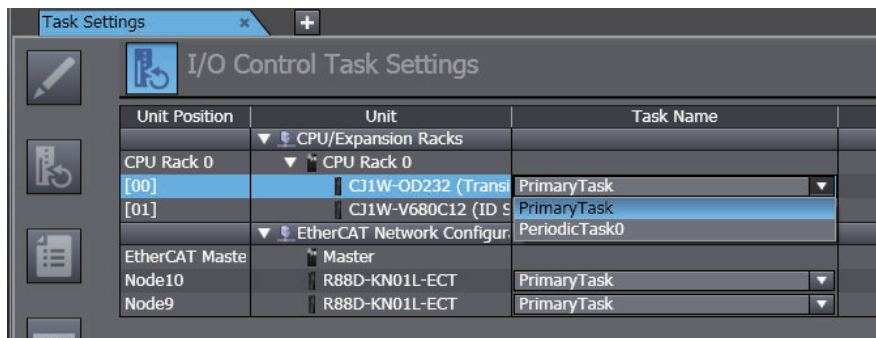 Task Settings
I/O Control Task Settings
Unit Position Unit Task Name
CPU/Expansion Racks
CPU Rack 0 CPU Rack 0
[00] CJ1W-OD232 (Transi PrimaryTask
[01] CJ1W-V680C12 (ID S PrimaryTask
EtherCAT Network Configur PeriodicTask0
EtherCAT Maste Master
Node10 R88D-KN01L-ECT PrimaryTask
Node9 R88D-KN01L-ECT PrimaryTask